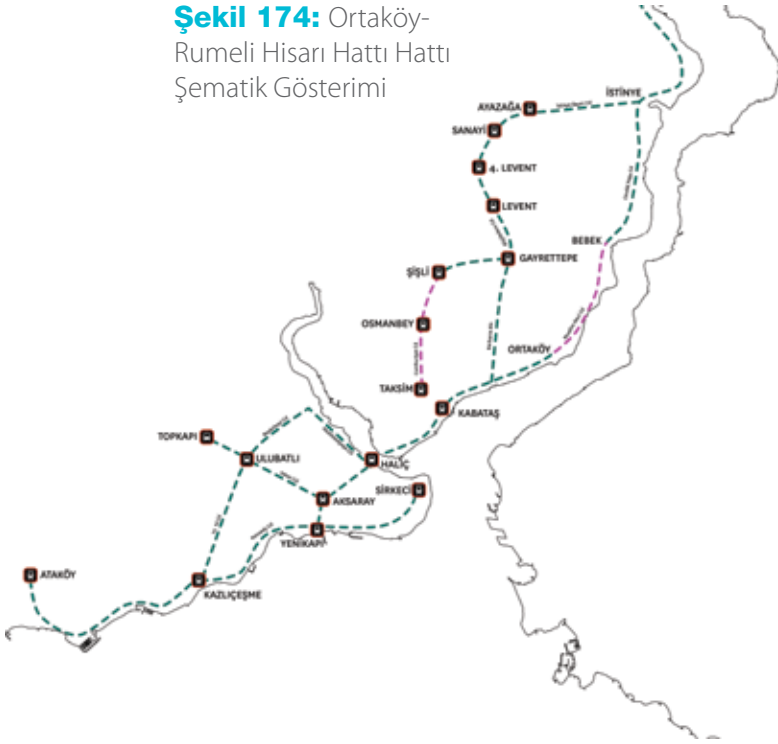 Şekil 174: Ortaköy-
Rumeli Hisarı Hattı Hattı
Şematik Gösterimi
İSTİNYE
AYAZAĞA
SANAYİ
4. LEVENT
LEVENT
BEBEK
GAYRETTEPE
ŞİŞLİ
OSMANBEY
ORTAKÖY
TAKSİM
KABATAŞ
TOPKAPI
ULUBATLI
HALİÇ
SİRKECİ
AKSARAY
YENİKAPI
ATAKÖY
KAZLIÇEŞME